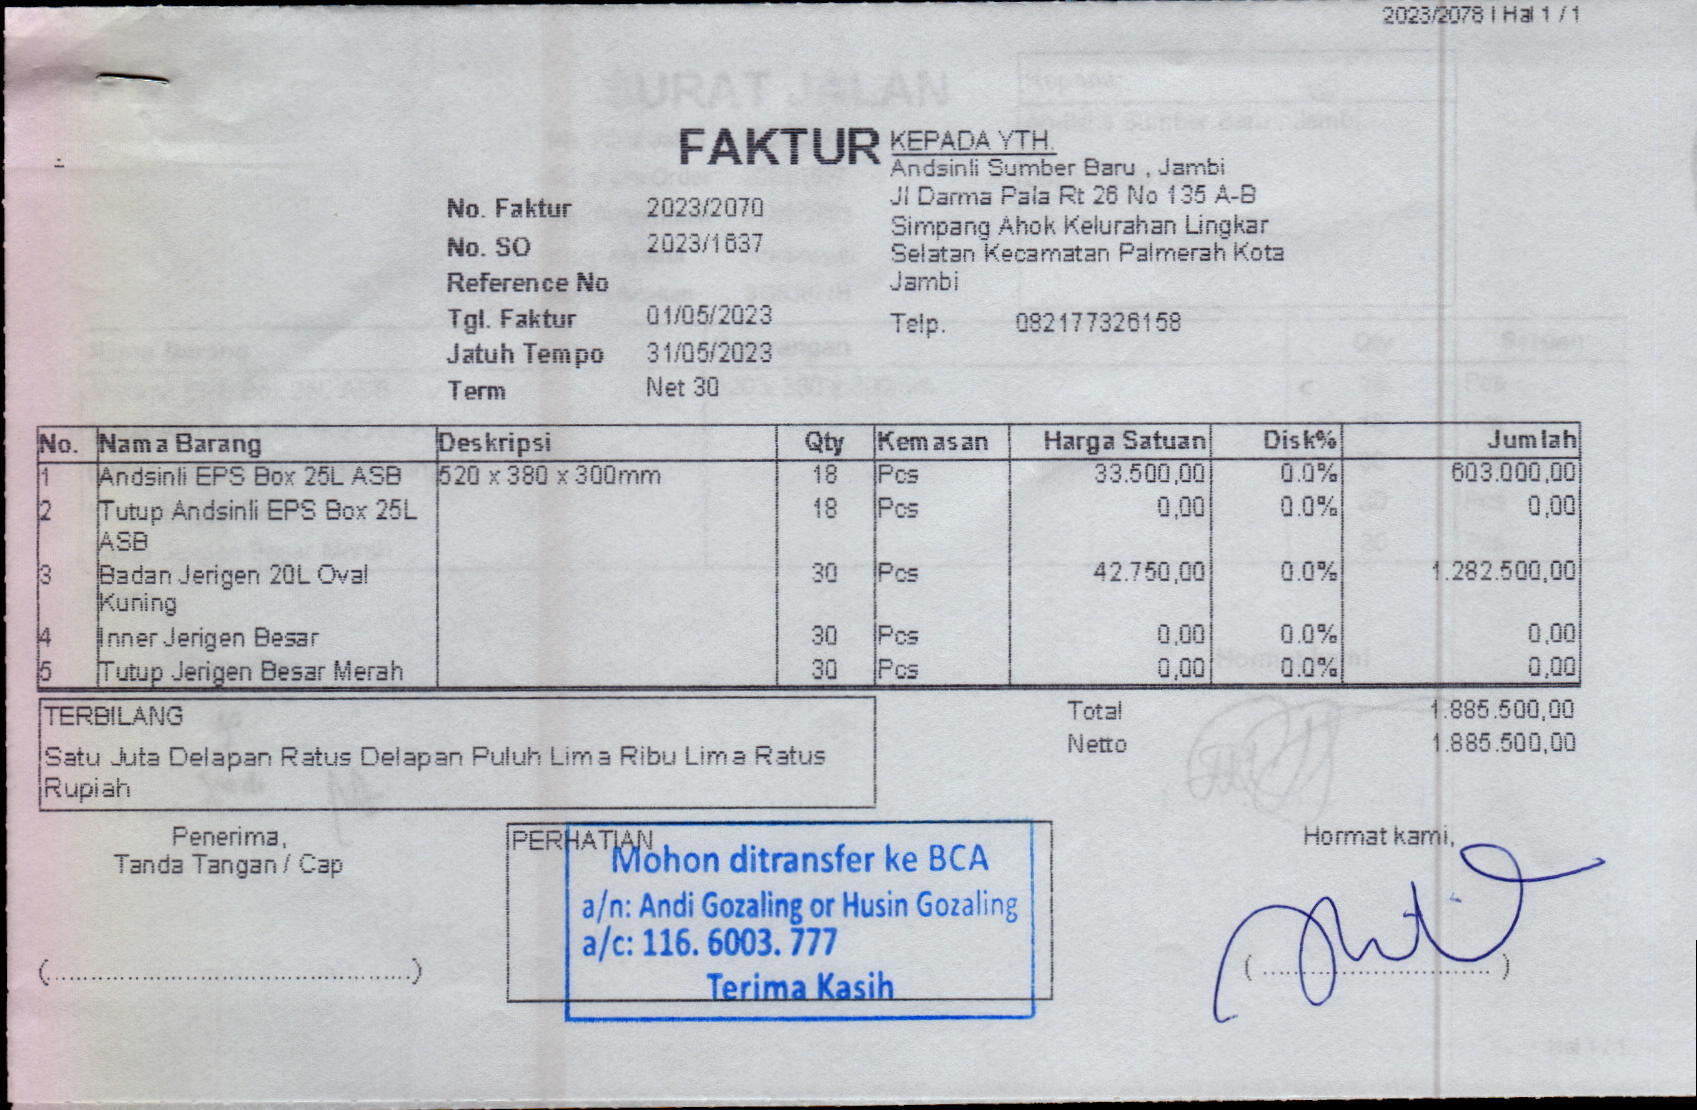 2023/2078 | Hal 1 / 1
FAKTUR
KEPADA YTH.
Andsinli Sumber Baru , Jambi
Jl Darma Pala Rt 26 No 135 A-B
Simpang Ahok Kelurahan Lingkar
Selatan Kecamatan Palmerah Kota
Jambi
Telp. 082177326158
No. Faktur 2023/2070
No. SO 2023/1637
Reference No
Tgl. Faktur 01/05/2023
Jatuh Tempo 31/05/2023
Term Net 30
No. Nama Barang Deskripsi Qty Kemasan Harga Satuan Disk% Jumlah
1 Andsinli EPS Box 25L ASB 520 x 380 x 300mm 18 Pcs 33.500,00 0.0% 603.000,00
2 Tutup Andsinli EPS Box 25L 18 Pcs 0,00 0.0% 0,00
ASB
3 Badan Jerigen 20L Oval 30 Pcs 42.750,00 0.0% 1.282.500,00
Kuning
4 Inner Jerigen Besar 30 Pcs 0,00 0.0% 0,00
5 Tutup Jerigen Besar Merah 30 Pcs 0,00 0.0% 0,00
TERBILANG
Satu Juta Delapan Ratus Delapan Puluh Lima Ribu Lima Ratus
Rupiah
Total 1.885.500,00
Netto 1.885.500,00
Penerima,
Tanda Tangan / Cap
(...............................................)
PERHATIAN
Mohon ditransfer ke BCA
a/n: Andi Gozaling or Husin Gozaling
a/c: 116. 6003. 777
Terima Kasih
Hormat kami,
( ............................. )